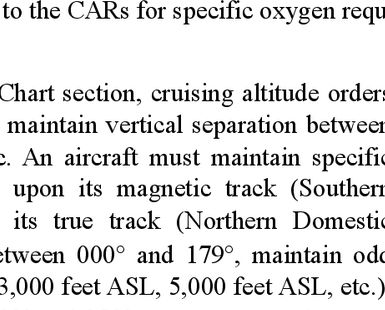 to the CARs for specific oxygen requ
Chart section, cruising altitude orders
maintain vertical separation between
c. An aircraft must maintain specific
upon its magnetic track (Southern
its true track (Northern Domestic
etween 000° and 179°, maintain odd
3,000 feet ASL, 5,000 feet ASL, etc.)